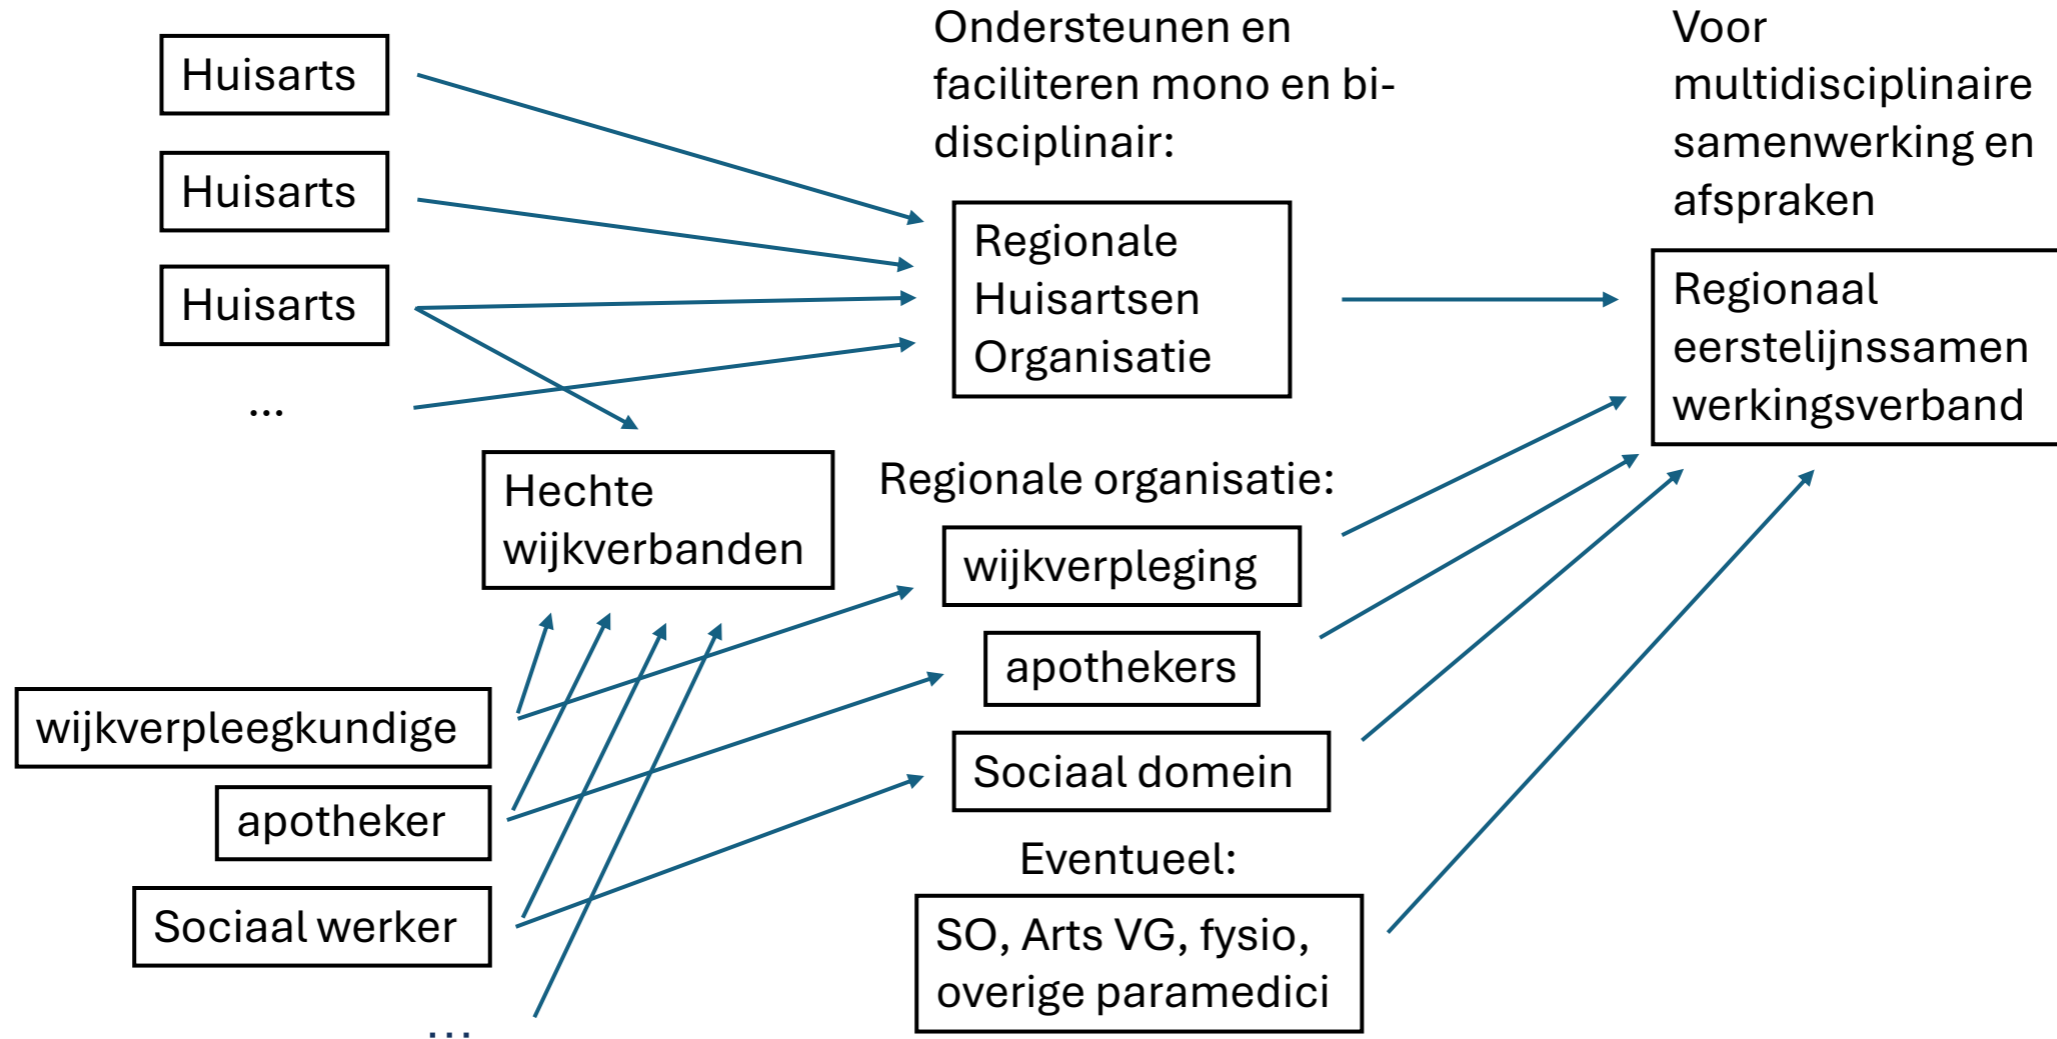 Huisarts
Huisarts
Huisarts
...
Ondersteunen en
faciliteren mono en bi-
disciplinair:
Regionale
Huisartsen
Organisatie
Voor
multidisciplinaire
samenwerking en
afspraken
Regionaal
eerstelijnssamen
werkingsverband
Hechte
wijkverbanden
Regionale organisatie:
wijkverpleging
apothekers
Sociaal domein
Eventueel:
SO, Arts VG, fysio,
overige paramedici
wijkverpleegkundige
apotheker
Sociaal werker
...